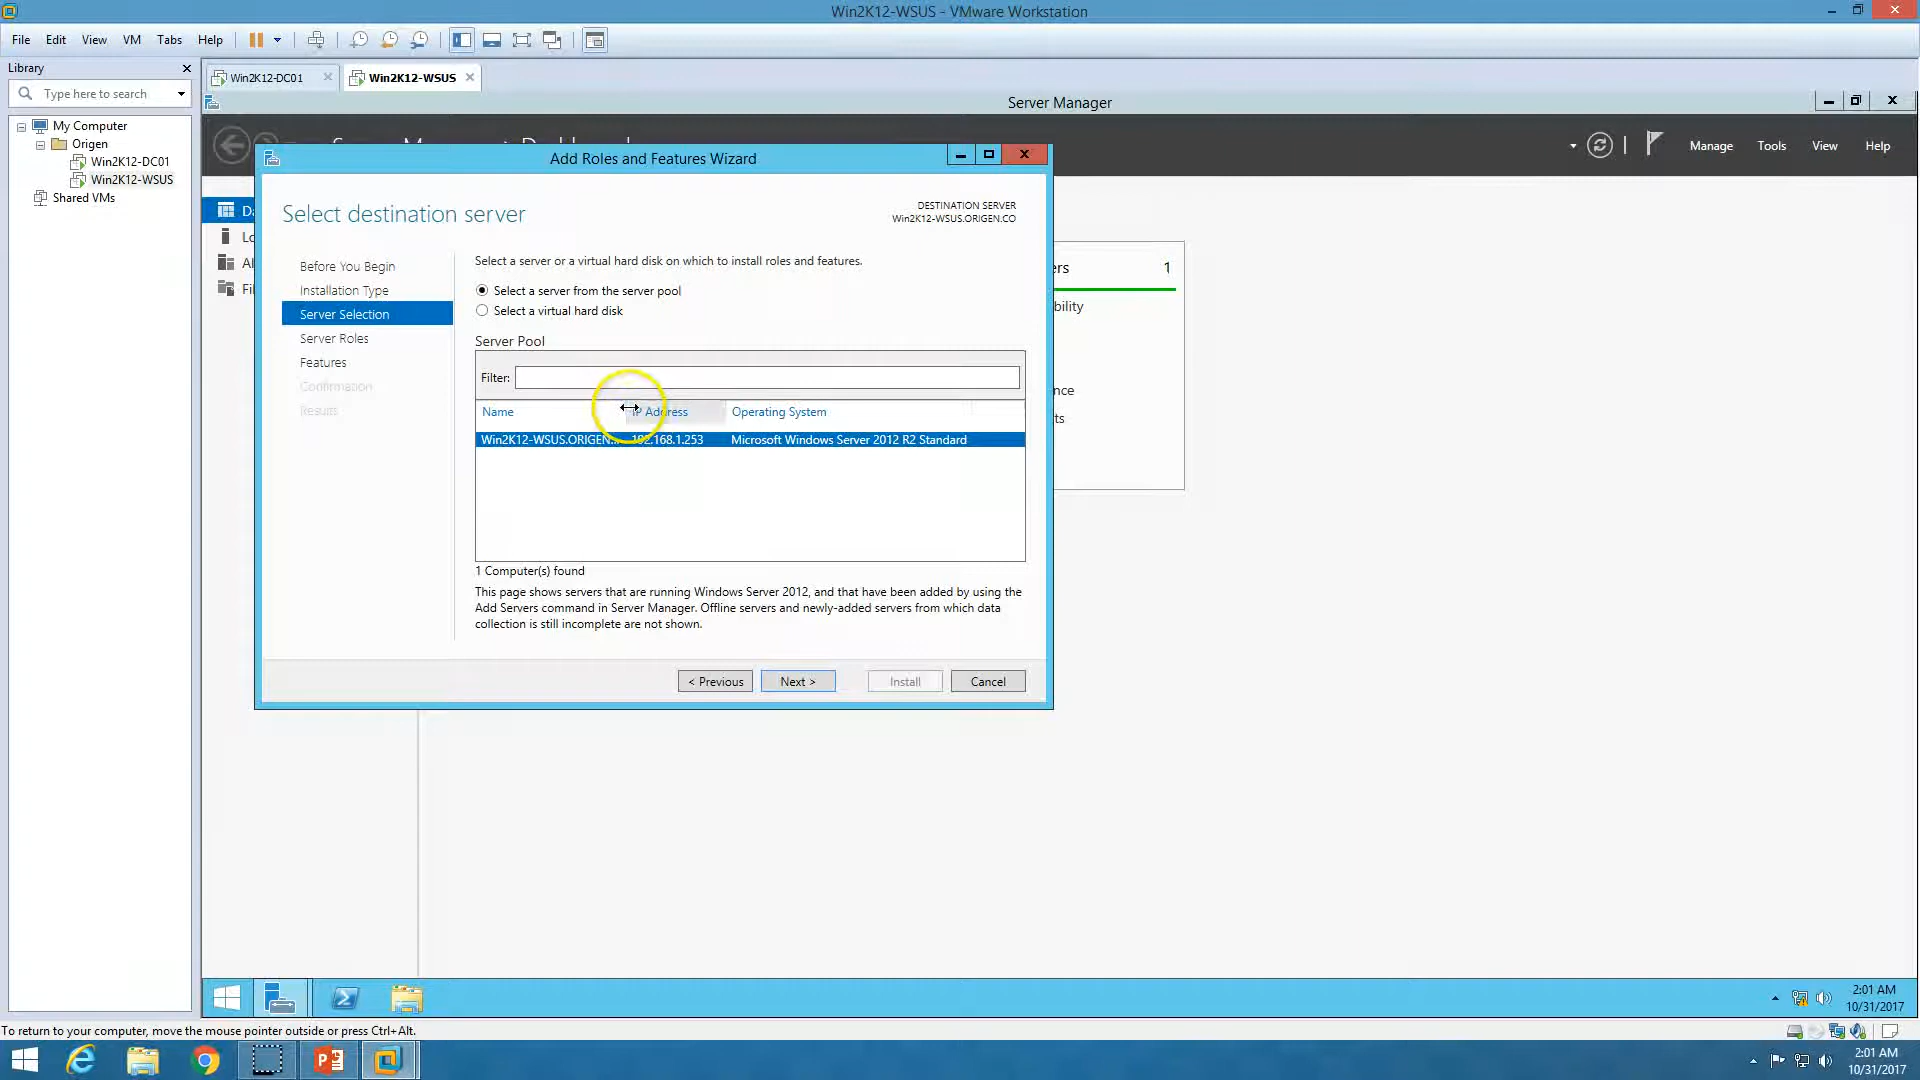 Win2K12-WSUS - VMware Workstation
File Edit View VM Tabs Help
Library
Type here to search
My Computer
Origen
Win2K12-DC01
Win2K12-WSUS
Shared VMs
Win2K12-DC01 Win2K12-WSUS
Server Manager
Manage Tools View Help
Add Roles and Features Wizard
Select destination server
DESTINATION SERVER
Win2K12-WSUS.ORIGEN.CO
Before You Begin
Installation Type
Server Selection
Server Roles
Features
Confirmation
Results
Select a server or a virtual hard disk on which to install roles and features.
Select a server from the server pool
Select a virtual hard disk
Server Pool
Filter:
Name IP Address Operating System
Win2K12-WSUS.ORIGEN... 192.168.1.253 Microsoft Windows Server 2012 R2 Standard
1 Computer(s) found
This page shows servers that are running Windows Server 2012, and that have been added by using the
Add Servers command in Server Manager. Offline servers and newly-added servers from which data
collection is still incomplete are not shown.
< Previous Next > Install Cancel
ers 1
bility
nce
ts
2:01 AM
10/31/2017
To return to your computer, move the mouse pointer outside or press Ctrl+Alt.
2:01 AM
10/31/2017